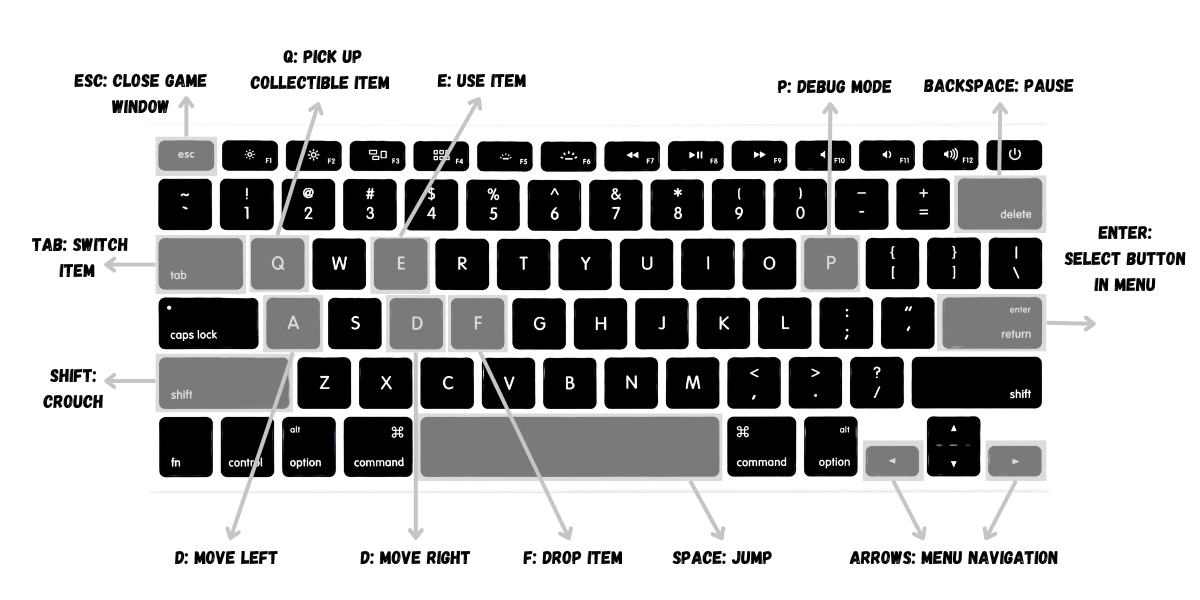 Q: PICK UP
COLLECTIBLE ITEM
ESC: CLOSE GAME
WINDOW
E: USE ITEM
P: DEBUG MODE
BACKSPACE: PAUSE
esc F1 F2 F3 F4 F5 F6 F7 F8 F9 F10 F11 F12
~ ! @ # $ % ^ & * ( ) — +
` 1 2 3 4 5 6 7 8 9 0 - = delete
TAB: SWITCH
ITEM
tab Q W E R T Y U I O P { } |
[ ] \
ENTER:
SELECT BUTTON
IN MENU
caps lock A S D F G H J K L : “ enter
; ‘ return
SHIFT:
CROUCH
shift Z X C V B N M < > ? shift
, . /
alt ⌘ ⌘ alt ▲
fn control option command command option ◄ ▼ ►
D: MOVE LEFT
D: MOVE RIGHT
F: DROP ITEM
SPACE: JUMP
ARROWS: MENU NAVIGATION